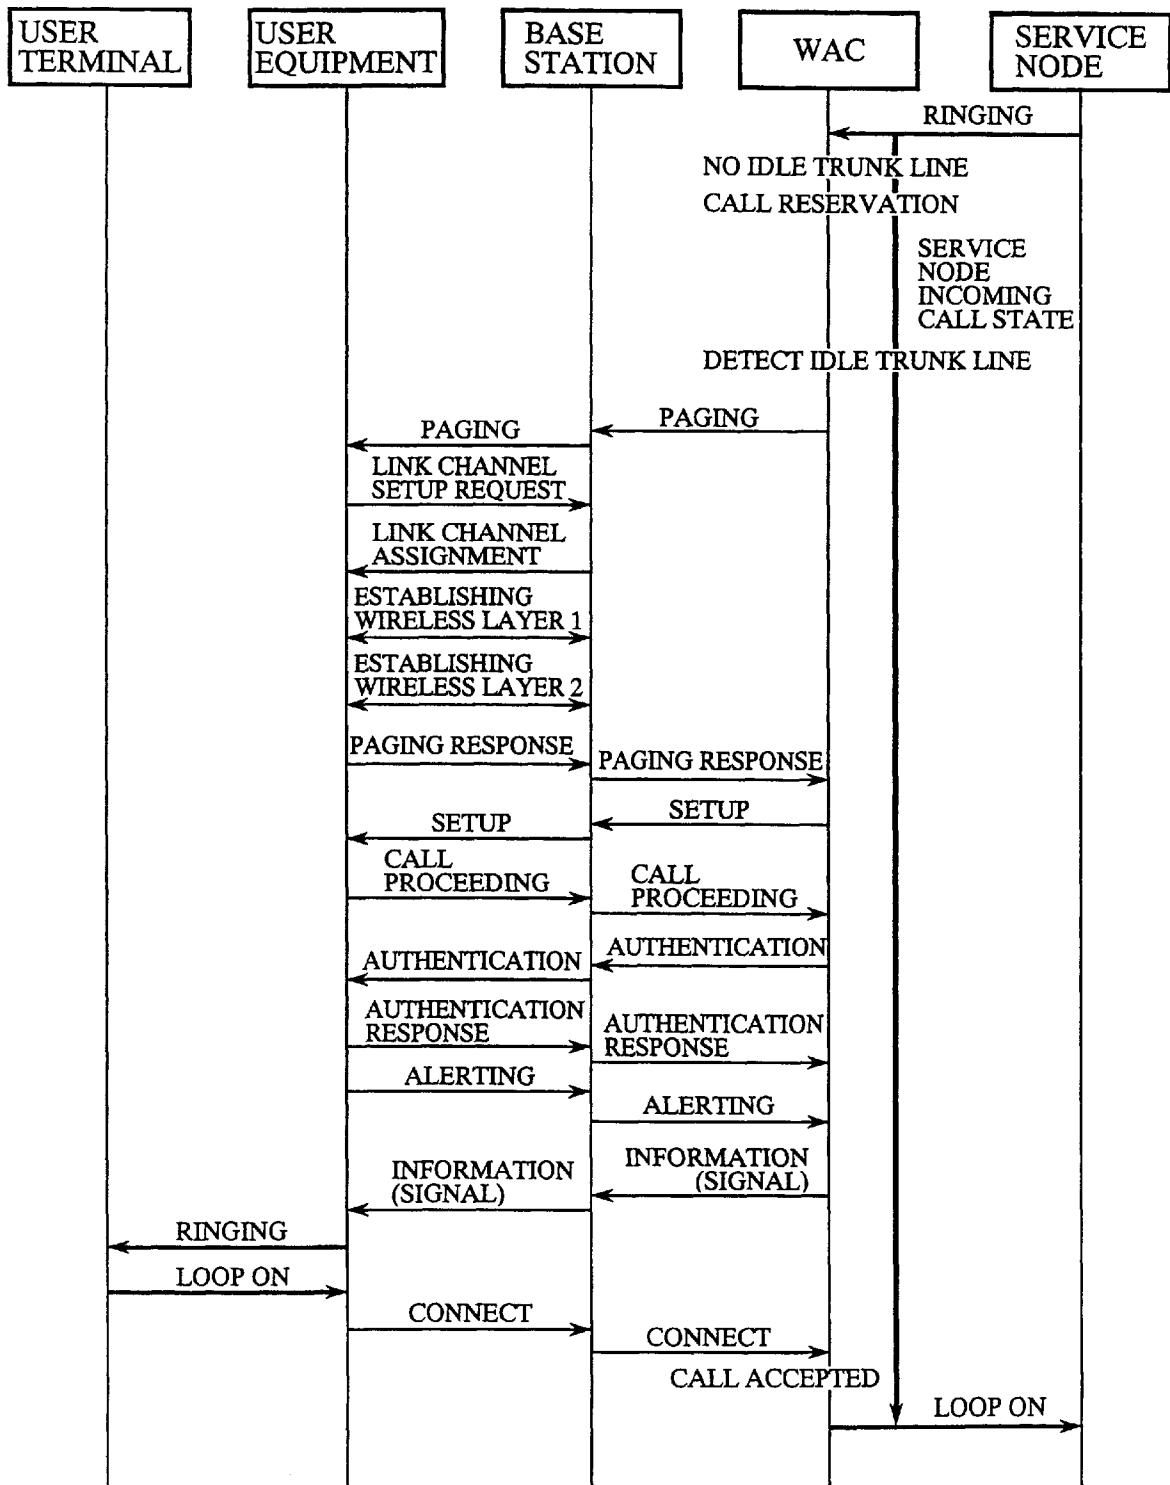 USER
TERMINAL
USER
EQUIPMENT
BASE
STATION
WAC
SERVICE
NODE
RINGING
NO IDLE TRUNK LINE
CALL RESERVATION
SERVICE
NODE
INCOMING
CALL STATE
DETECT IDLE TRUNK LINE
PAGING
PAGING
LINK CHANNEL
SETUP REQUEST
LINK CHANNEL
ASSIGNMENT
ESTABLISHING
WIRELESS LAYER 1
ESTABLISHING
WIRELESS LAYER 2
PAGING RESPONSE
PAGING RESPONSE
SETUP
SETUP
CALL
PROCEEDING
CALL
PROCEEDING
AUTHENTICATION
AUTHENTICATION
AUTHENTICATION
RESPONSE
AUTHENTICATION
RESPONSE
ALERTING
ALERTING
INFORMATION
(SIGNAL)
INFORMATION
(SIGNAL)
RINGING
LOOP ON
CONNECT
CONNECT
CALL ACCEPTED
LOOP ON